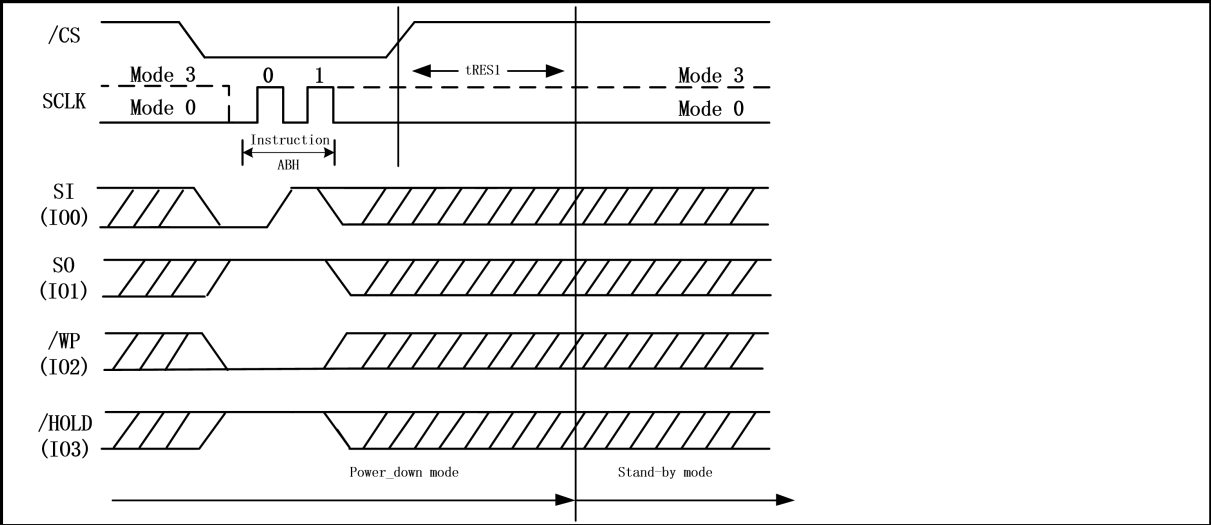 /CS
tRES1
Mode 3 0 1 Mode 3
SCLK
Mode 0 Mode 0
Instruction
ABH
SI
(IO0)
SO
(IO1)
/WP
(IO2)
/HOLD
(IO3)
Power_down mode Stand-by mode